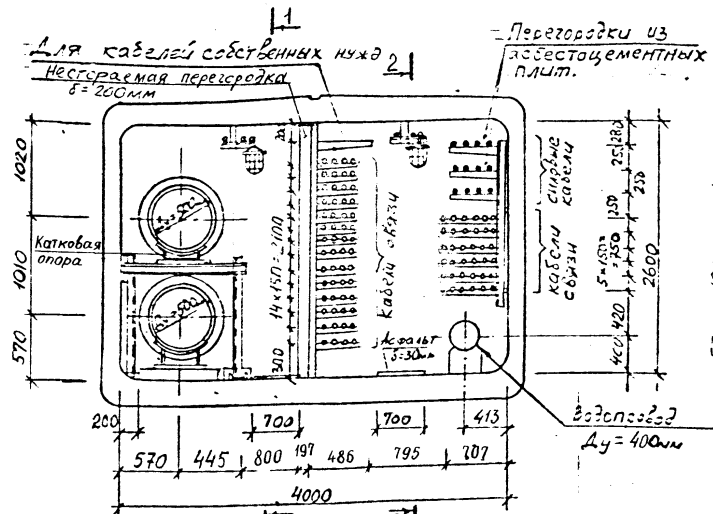 1
Для кабелей собственных нужд
Несгораемая перегородка
δ=200мм
2
Перегородки из
асбестоцементных
плит.
1020
1010
570
Катковая
опора
14×150=2100
300
Кабели связи
силовые
кабели
кабели
связи
250
250
5×150=
=750
420
400
2600
Асфальт
δ=30мм
Водопровод
Ду=400мм
200
700
700
413
570
445
800
197
486
795
707
4000